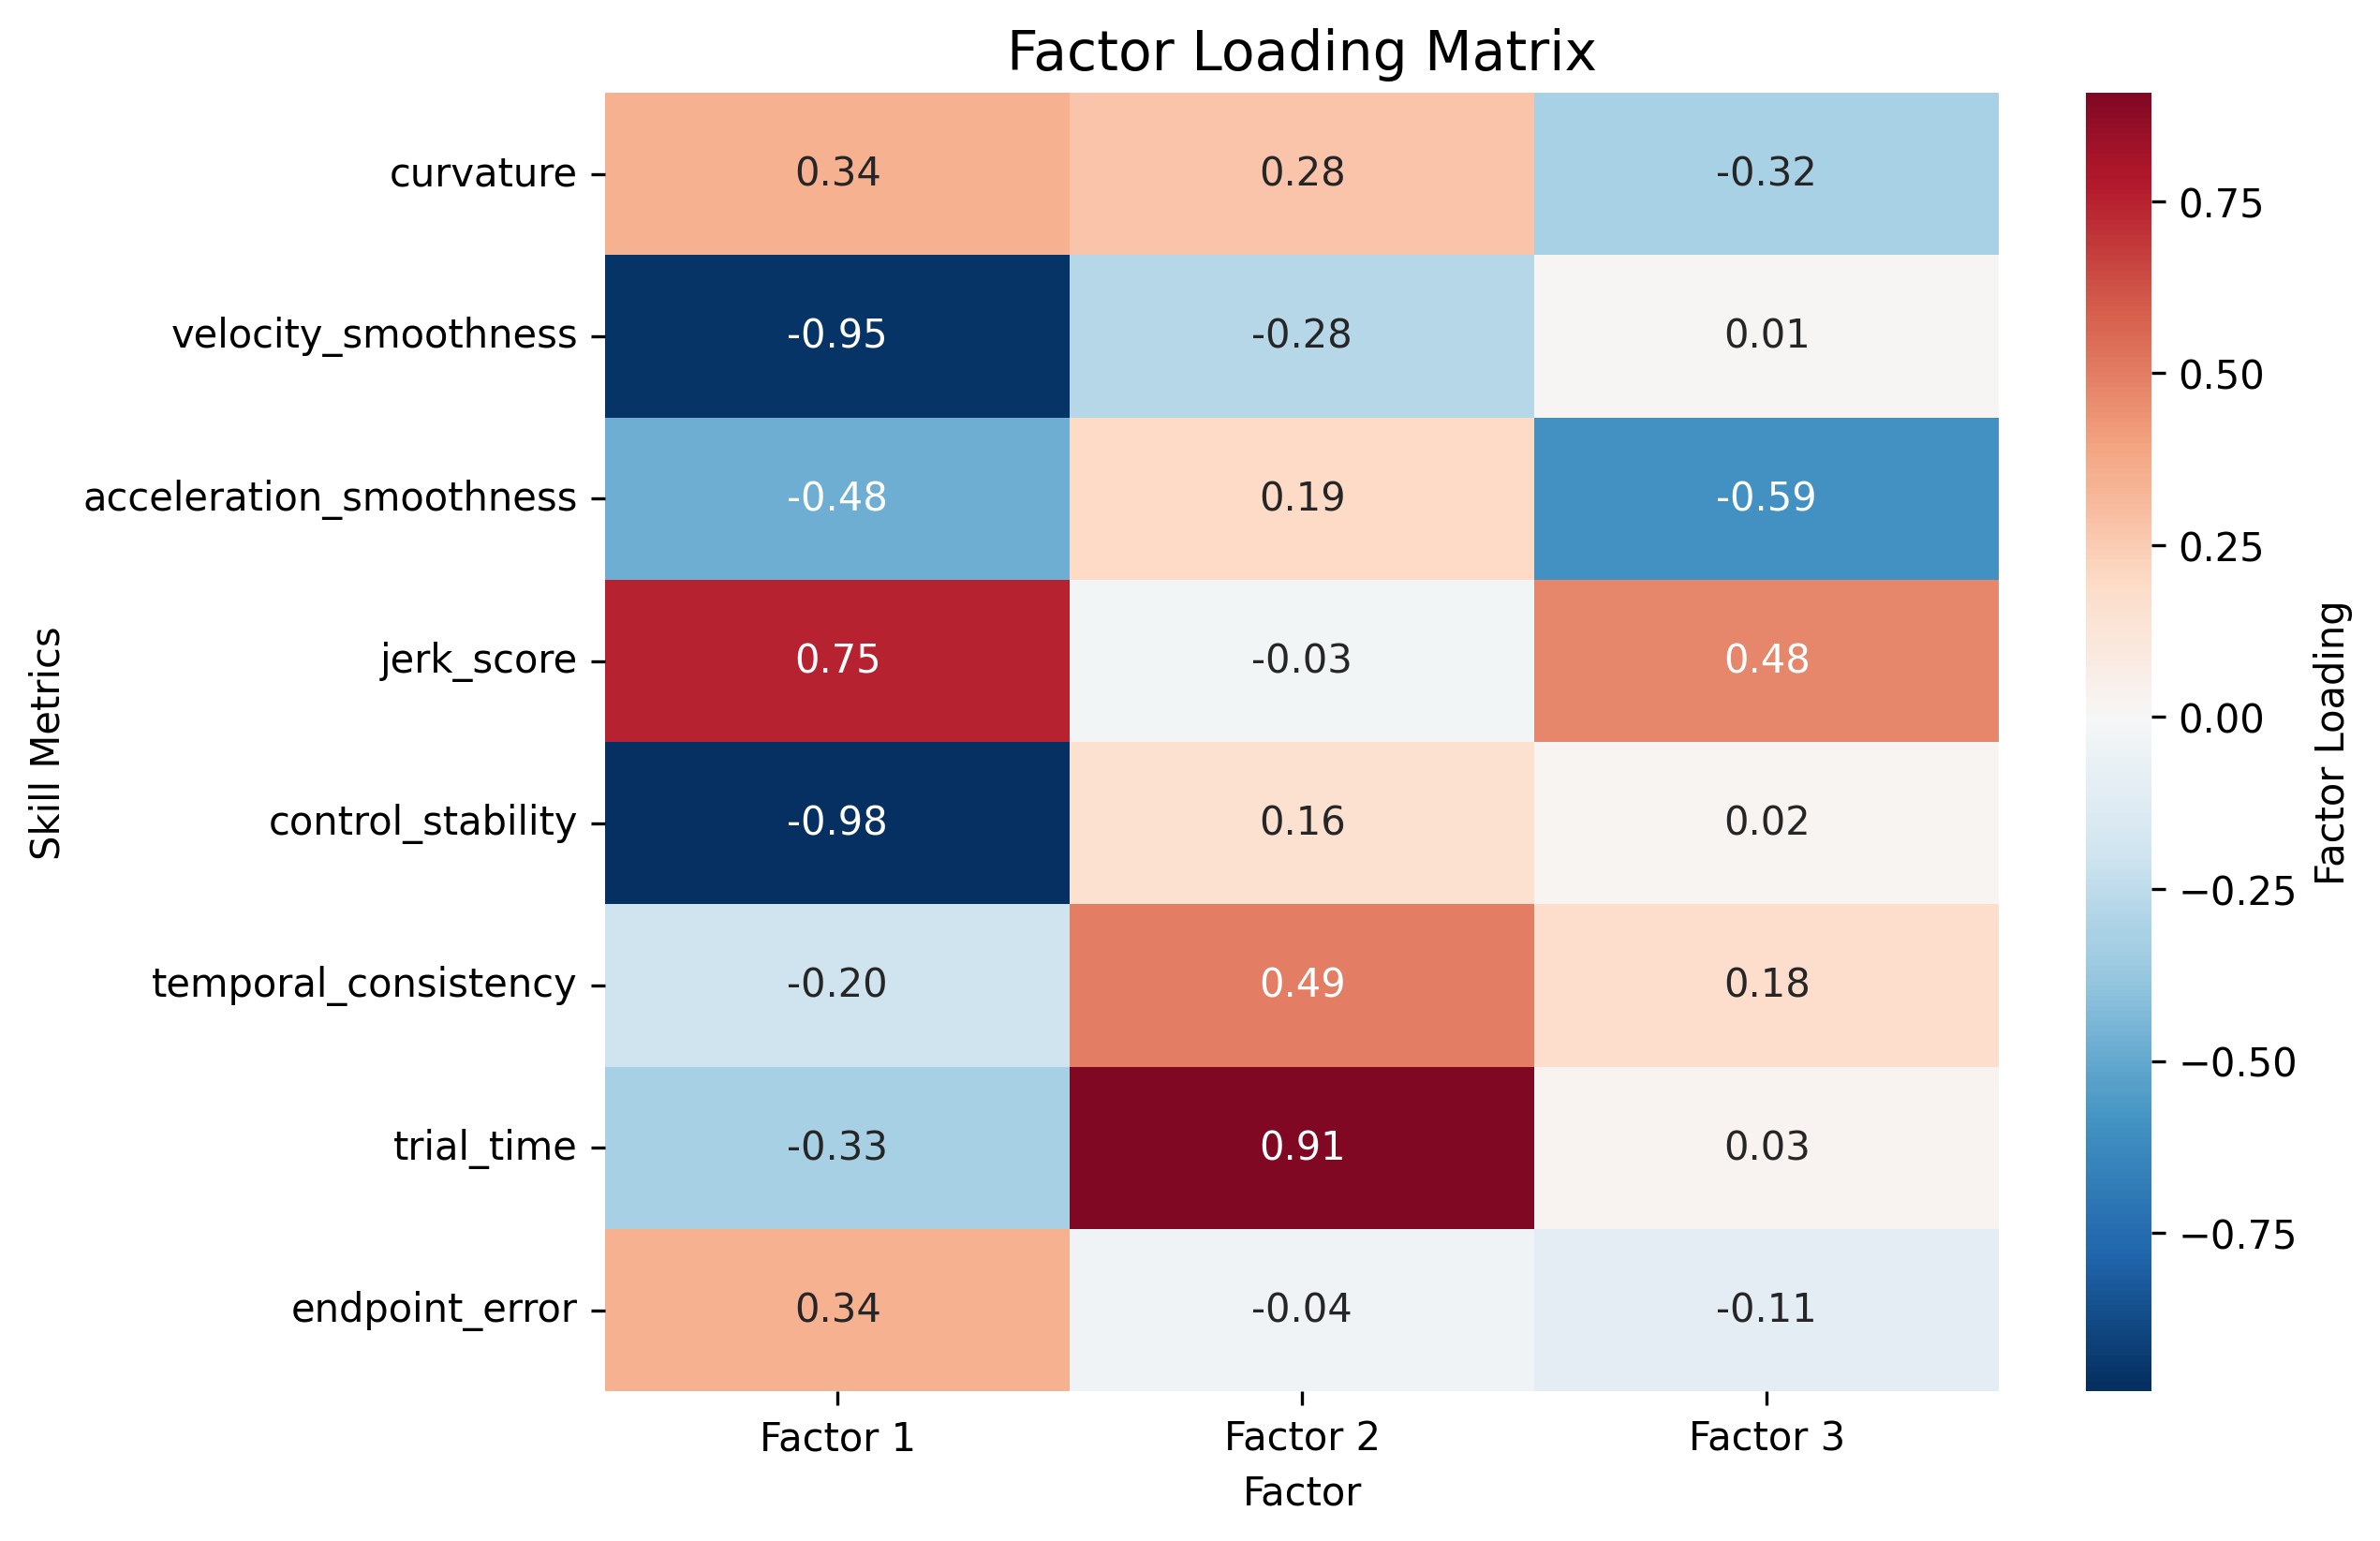 Factor Loading Matrix
curvature 0.34 0.28 -0.32
velocity_smoothness -0.95 -0.28 0.01
acceleration_smoothness -0.48 0.19 -0.59
jerk_score 0.75 -0.03 0.48
control_stability -0.98 0.16 0.02
temporal_consistency -0.20 0.49 0.18
trial_time -0.33 0.91 0.03
endpoint_error 0.34 -0.04 -0.11
Skill Metrics
Factor 1 Factor 2 Factor 3
Factor
0.75
0.50
0.25
0.00
−0.25
−0.50
−0.75
Factor Loading